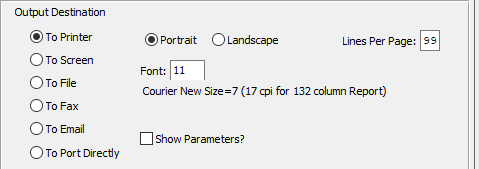 Output Destination
To Printer
Portrait
Landscape
Lines Per Page: 99
To Screen
Font: 11
To File
Courier New Size=7 (17 cpi for 132 column Report)
To Fax
To Email
Show Parameters?
To Port Directly